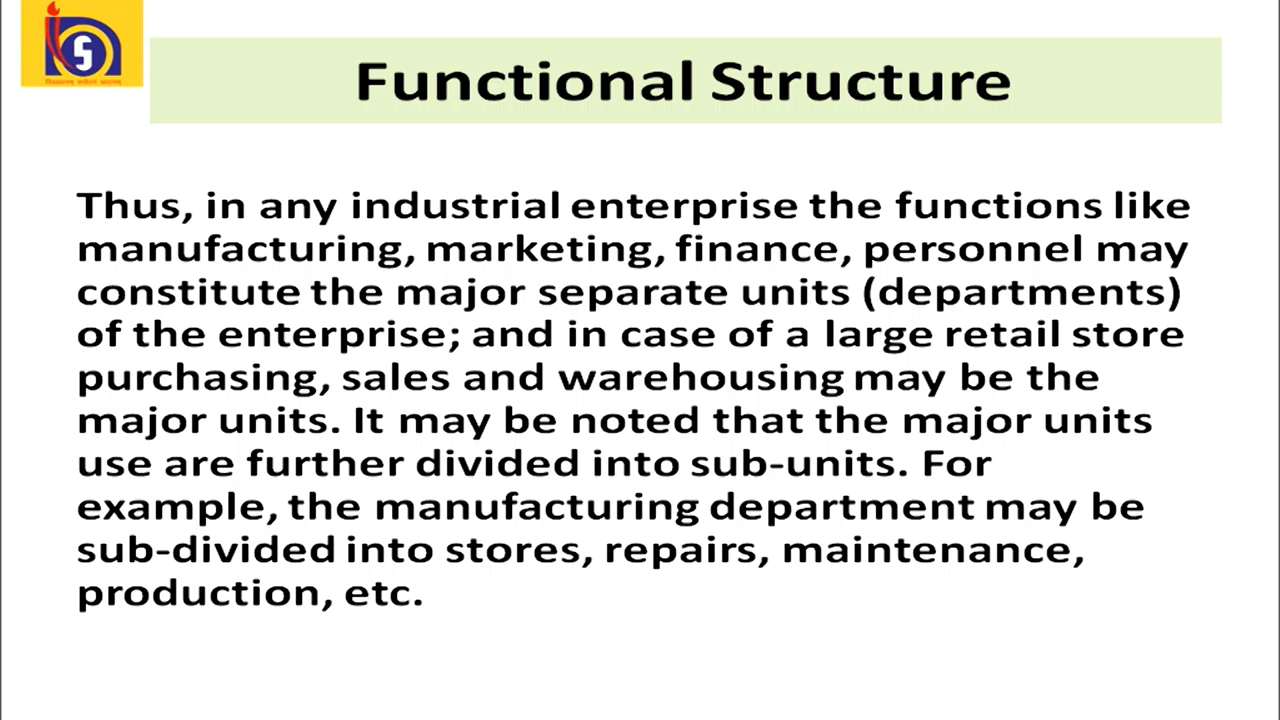 Functional Structure
Thus, in any industrial enterprise the functions like
manufacturing, marketing, finance, personnel may
constitute the major separate units (departments)
of the enterprise; and in case of a large retail store
purchasing, sales and warehousing may be the
major units. It may be noted that the major units
use are further divided into sub-units. For
example, the manufacturing department may be
sub-divided into stores, repairs, maintenance,
production, etc.